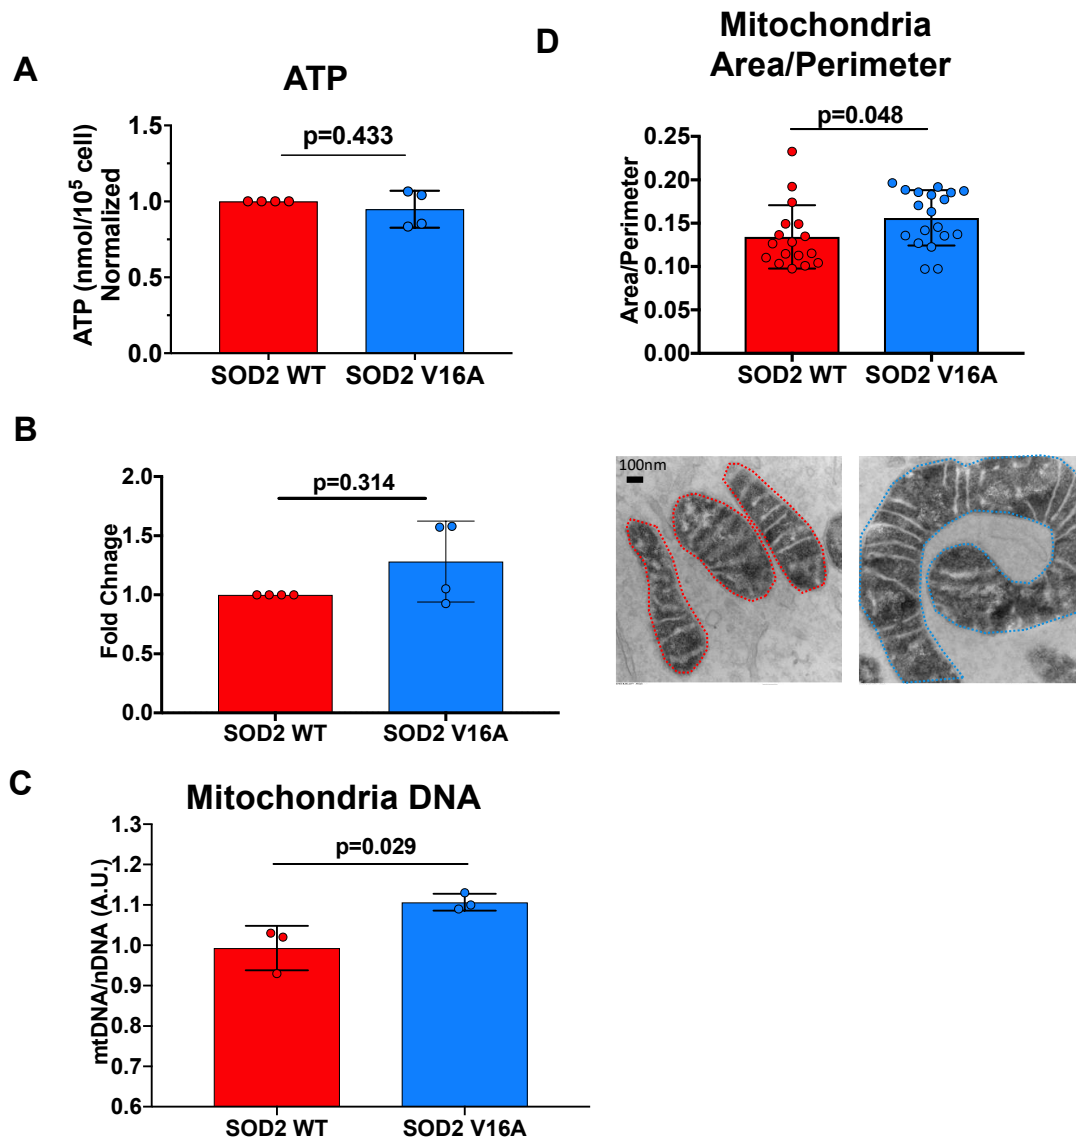 A
ATP
p=0.433
ATP (nmol/10⁵ cell)
Normalized
1.5
1.0
0.5
0.0
SOD2 WT SOD2 V16A
B
p=0.314
Fold Chnage
2.0
1.5
1.0
0.5
0.0
SOD2 WT SOD2 V16A
C
Mitochondria DNA
p=0.029
mtDNA/nDNA (A.U.)
1.3
1.2
1.1
1.0
0.9
0.8
0.7
0.6
SOD2 WT SOD2 V16A
D
Mitochondria
Area/Perimeter
p=0.048
Area/Perimeter
0.25
0.20
0.15
0.10
0.05
0.00
SOD2 WT SOD2 V16A
100nm